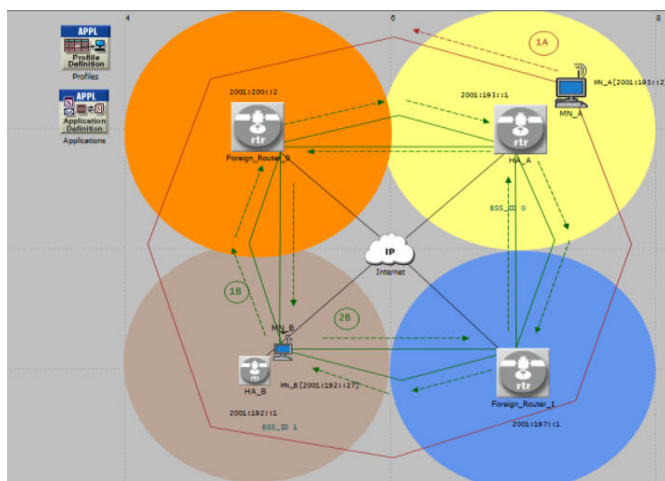 4 6 8
APPL
Profile
Definition
Profiles
APPL
Application
Definition
Applications
1A
MN_A[2001:193::2
MN_A
2001:200::2
2001:193::1
rtr
Foreign_Router_0
rtr
HA_A
BSS_ID 0
IP
Internet
1B
2B
MN_B
HA_B
MN_B[2001:192::27]
2001:192::1
BSS_ID 1
rtr
Foreign_Router_1
2001:197::1